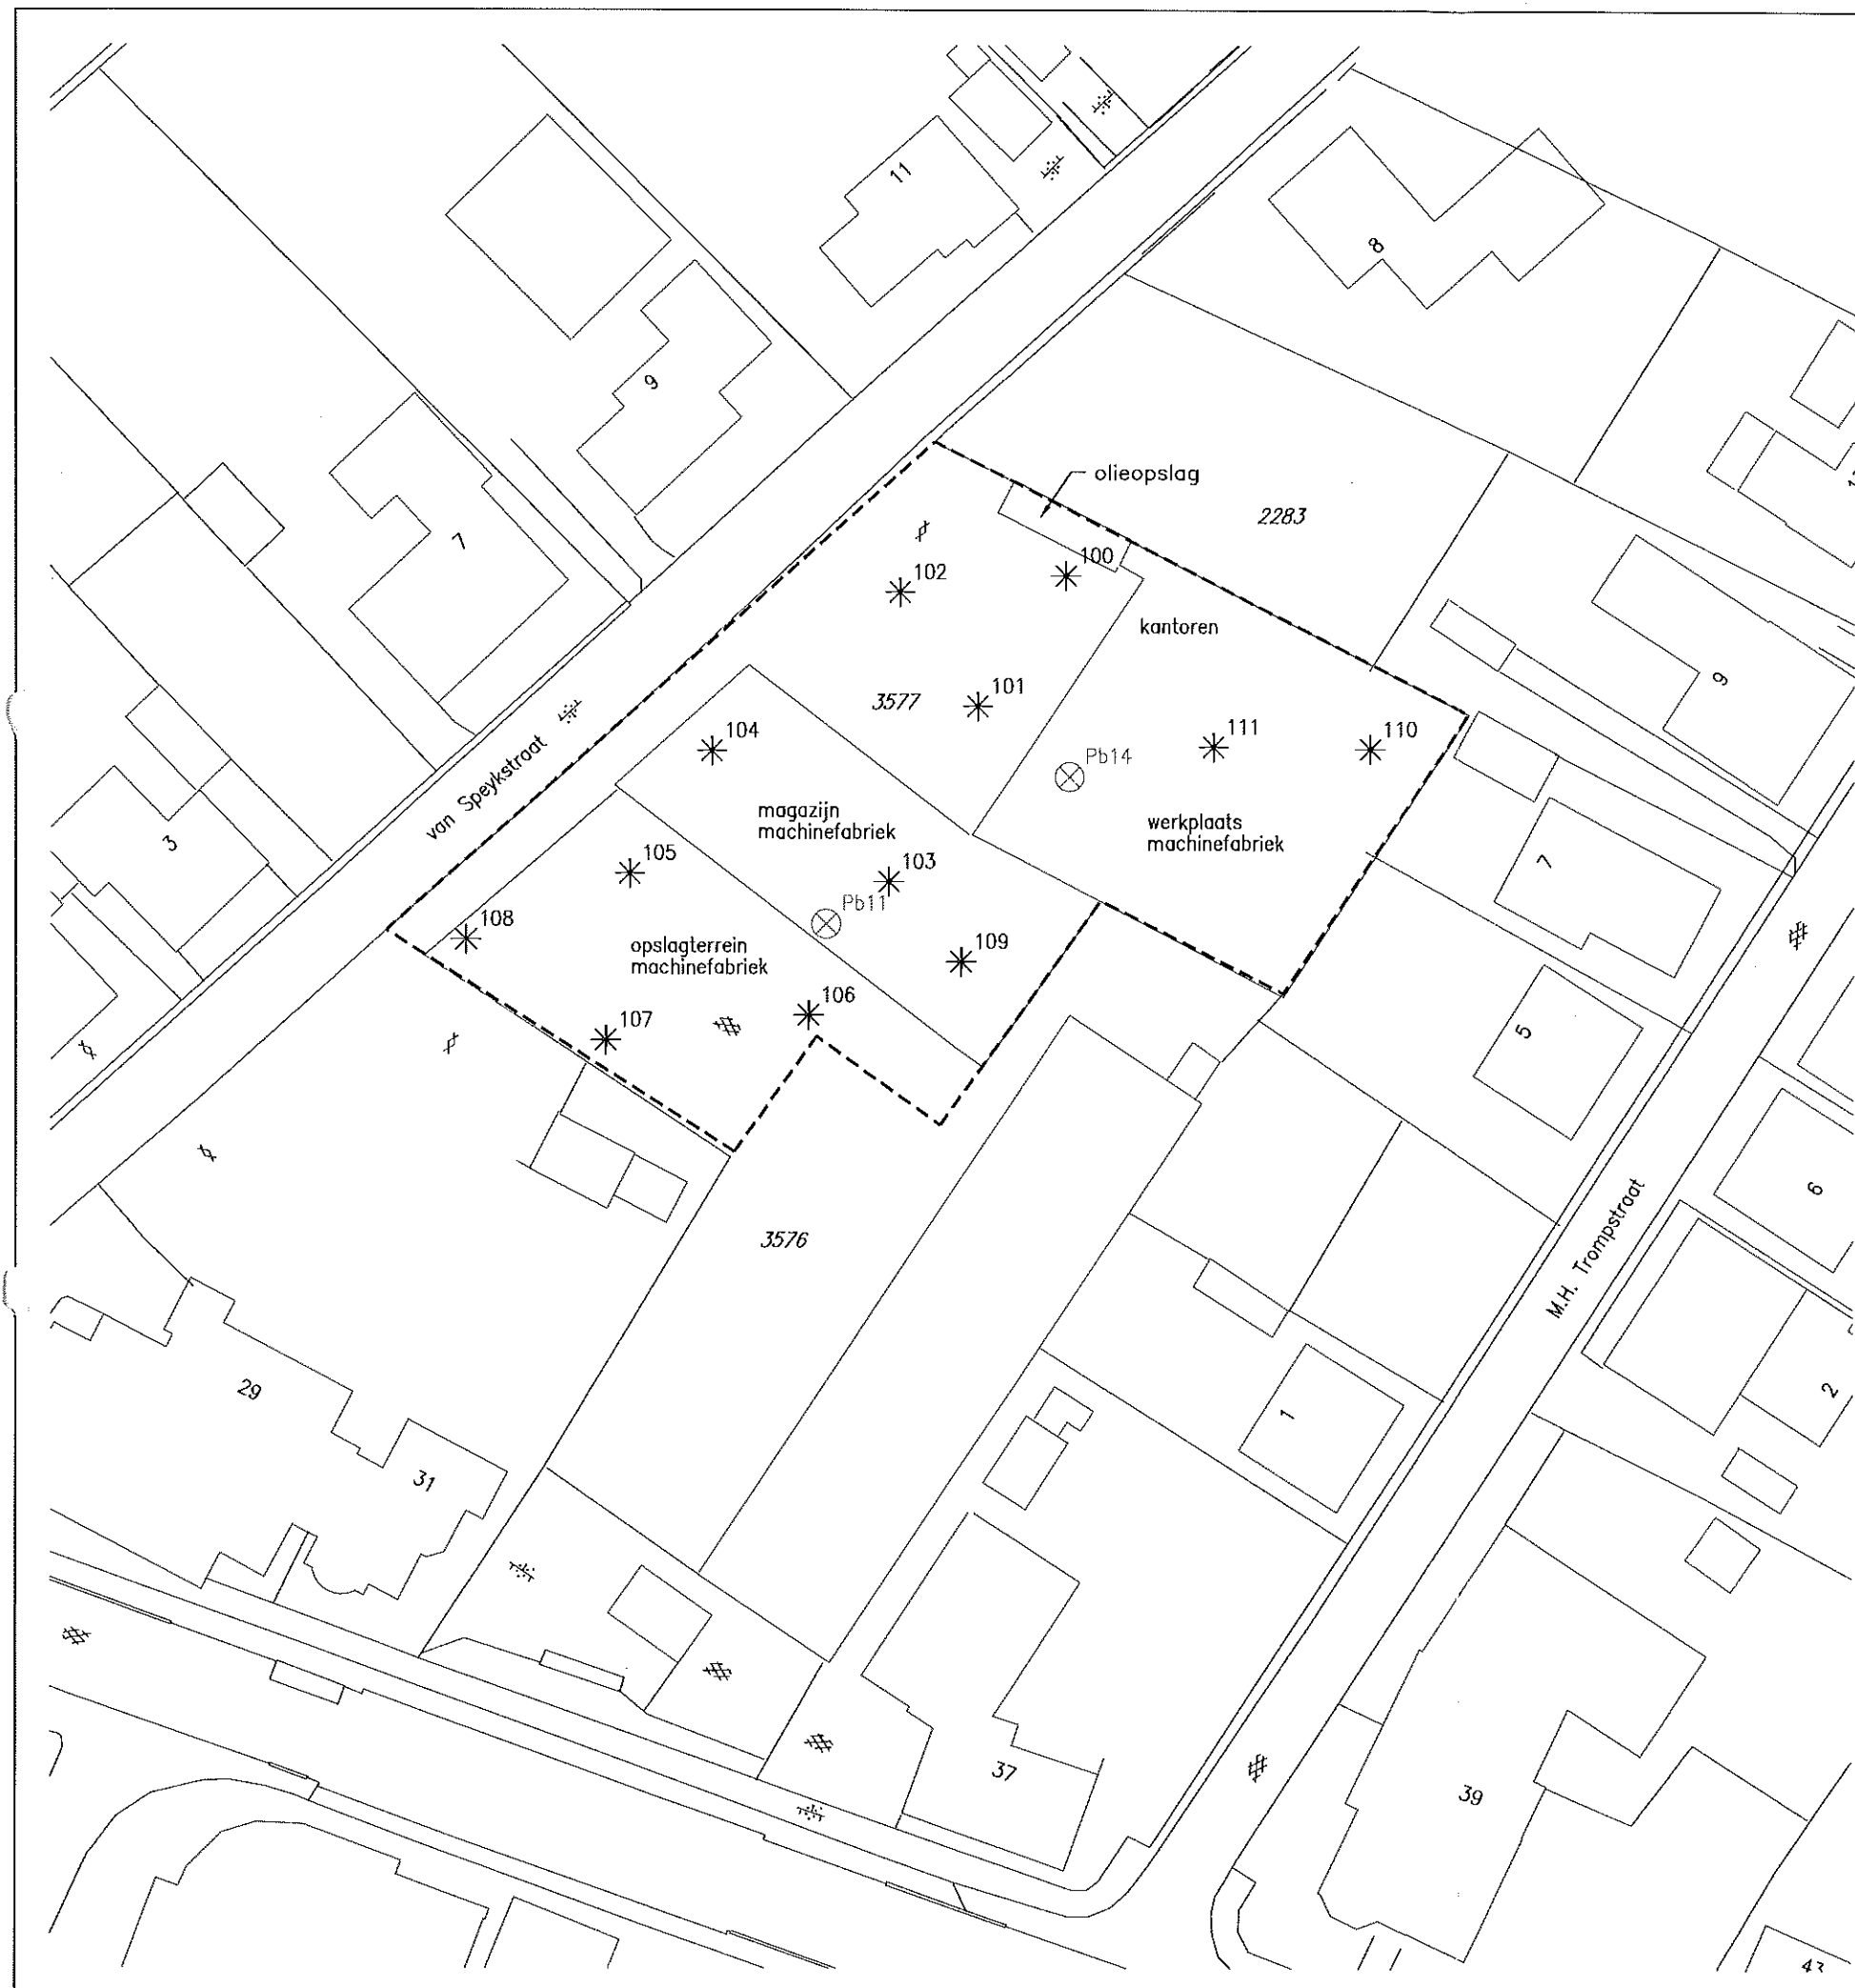 11
8
9
olieopslag
2283
7
100
102
kantoren
3577
101
9
104
111
110
Pb14
van Speykstraat
magazijn
machinefabriek
werkplaats
machinefabriek
3
105
103
7
Pb11
108
opslagterrein
machinefabriek
109
106
107
5
6
3576
M.H. Trompstraat
29
1
2
31
37
39